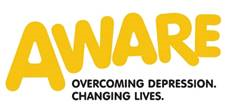 AWARE
OVERCOMING DEPRESSION.
CHANGING LIVES.